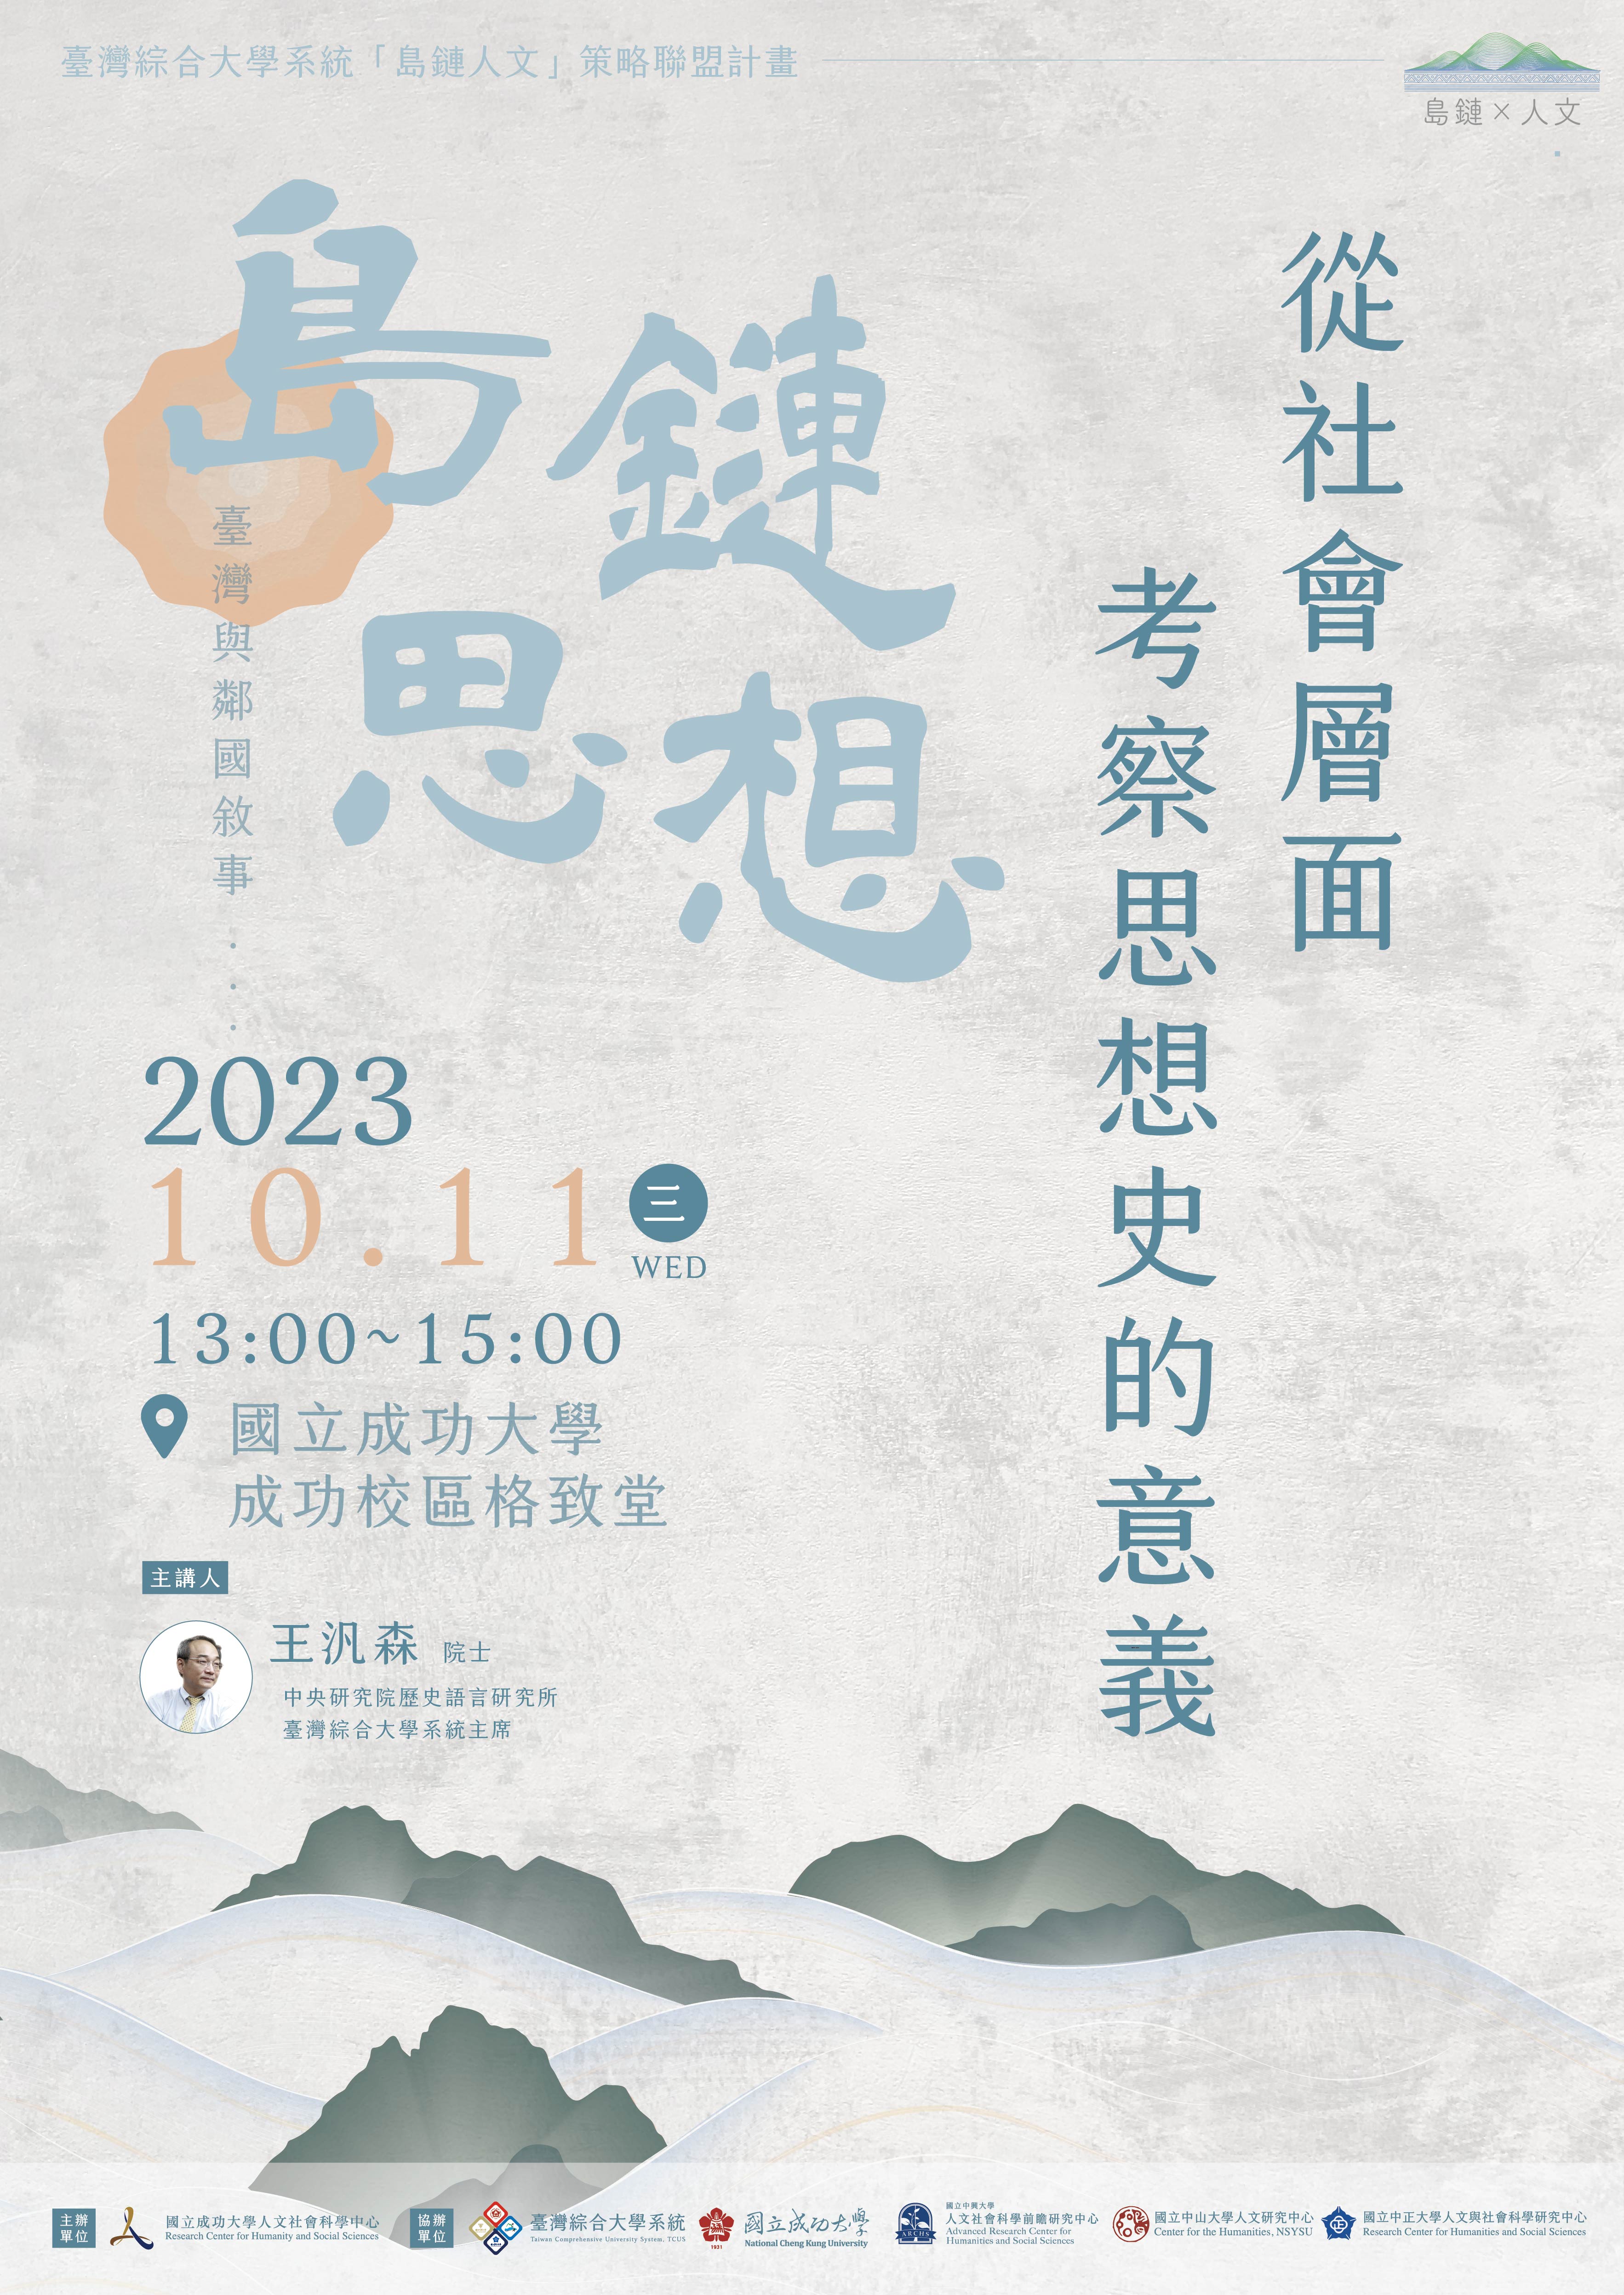 臺灣綜合大學系統「島鏈人文」策略聯盟計畫
島鏈×人文
島鏈
思想
臺灣與鄰國敘事...
從社會層面
考察思想史的意義
2023
10.11
三
WED
13:00~15:00
國立成功大學
成功校區格致堂
主講人
王汎森 院士
中央研究院歷史語言研究所
臺灣綜合大學系統主席
主辦
單位
國立成功大學人文社會科學中心
Research Center for Humanity and Social Sciences
協辦
單位
臺灣綜合大學系統
Taiwan Comprehensive University System, TCUS
1931
國立成功大學
National Cheng Kung University
ARCHS
國立中興大學
人文社會科學前瞻研究中心
Advanced Research Center for
Humanities and Social Sciences
國立中山大學人文研究中心
Center for the Humanities, NSYSU
國立中正大學人文與社會科學研究中心
Research Center for Humanities and Social Sciences